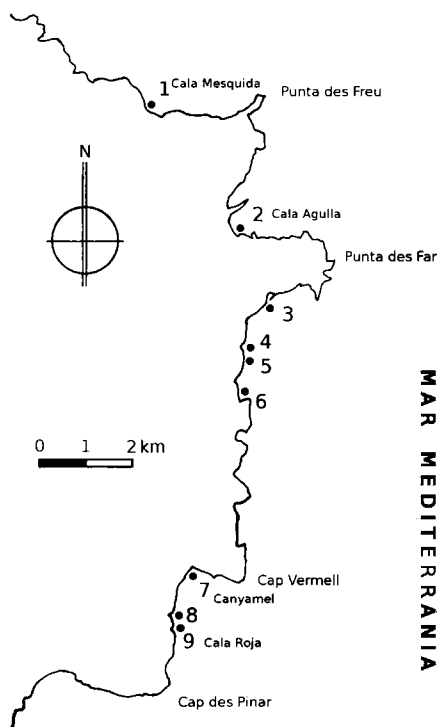 1 Cala Mesquida
Punta des Freu
N
2 Cala Agulla
Punta des Far
3
4
5
6
0 1 2 km
MAR MEDITERRANIA
Cap Vermell
7
Canyamel
8
9 Cala Roja
Cap des Pinar